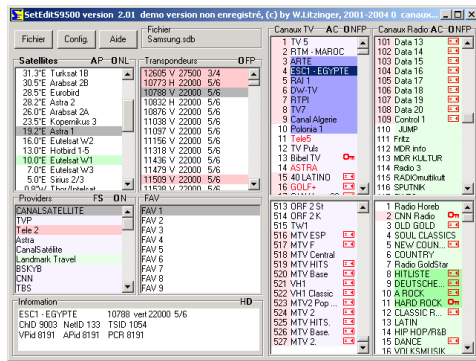 SetEditS9500 version 2.01 demo version non enregistré, (c) by W.Litzinger, 2001-2004 0 canaux...
Fichier
Config.
Aide
Fichier
Samsung.sdb
Satellites AP ONL
31.3°E Turksat 1B
30.5°E Arabsat 2B
28.5°E Eurobird
28.2°E Astra 2
26.0°E Arabsat 2A
23.5°E Kopernikus 3
19.2°E Astra 1
16.0°E Eutelsat W2
13.0°E Hotbird 1-5
10.0°E Eutelsat W1
7.0°E Eutelsat W3
5.0°E Sirius 2/3
0.8°W Thor/Intelsat
Transpondeurs OFP
12605 V 27500 3/4
10773 H 22000 5/6
10788 V 22000 5/6
10832 H 22000 5/6
10876 V 22000 5/6
11038 V 22000 5/6
11097 V 22000 5/6
11156 V 22000 5/6
11318 V 22000 5/6
11436 V 22000 5/6
11479 V 22000 5/6
11509 V 22000 5/6
11538 V 22000 5/6
Providers FS ON
CANALSATELLITE
TVP
Tele 2
Astra
CanalSatélite
Landmark Travel
BSKYB
CNN
TBS
FAV
FAV 1
FAV 2
FAV 3
FAV 4
FAV 5
FAV 6
FAV 7
FAV 8
FAV 9
Information HD
ESC1 - EGYPTE 10788 vert 22000 5/6
ChID 9003 NetID 133 TSID 1054
VPid 8191 APid 8191 PCR 8191
Canaux TV AC ONFP
1 TV 5
2 RTM - MAROC
3 ARTE
4 ESC1 - EGYPTE
5 RAI 1
6 DW-TV
7 RTPI
8 TV7
9 Canal Algerie
10 Polonia 1
11 Tele5
12 TV Puls
13 Bibel TV
14 RTL
15 40 LATINO
16 GOLF+
513 ORF 2 St
514 ORF 2 K
515 TW1
516 MTV ESP
517 MTV F
518 MTV Central
519 MTV HITS
520 MTV Base
521 VH1
522 VH1 Classic
523 MTV2 Pop ...
524 MTV 2
525 MTV HITS.
526 MTV Base.
527 MTV 2.
Canaux Radio AC ONFP
101 Data 13
102 Data 14
103 Data 15
104 Data 16
105 Data 17
106 Data 18
107 Data 19
108 Data 20
109 Control 1
110 JUMP
111 Fritz
112 MDR info
113 MDR KULTUR
114 Radio 3
115 RADIOmultikult
116 SPUTNIK
1 Radio Horeb
2 CNN Radio
3 OLD GOLD
4 SOUL CLASSICS
5 NEW COUN...
6 COUNTRY
7 Radio GoldStar
8 HITLISTE
9 DEUTSCHE...
10 A ROCK
11 HARD ROCK
12 CLASSIC R...
13 LATIN
14 HIP HOP/R&B
15 DANCE
16 VOLKSMUSIK